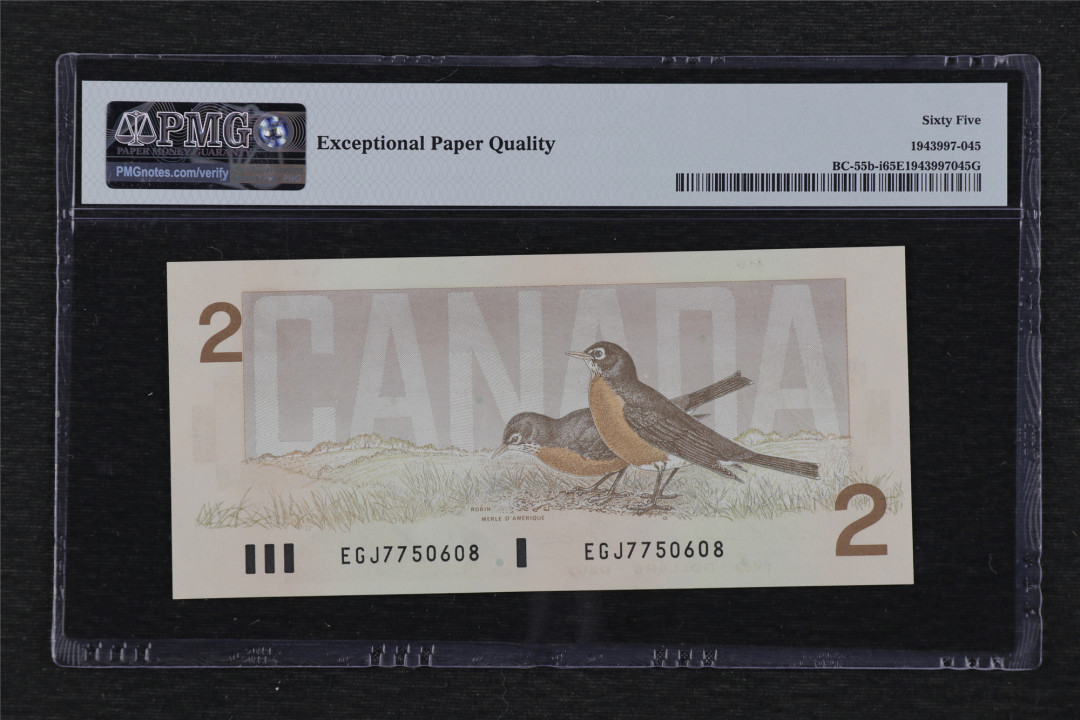 PMG
PAPER MONEY GUARANTY
PMGnotes.com/verify
Exceptional Paper Quality
Sixty Five
1943997-045
BC-55b-i65E1943997045G
2
CANADA
ROBIN
MERLE D'AMÉRIQUE
2
EGJ7750608
EGJ7750608